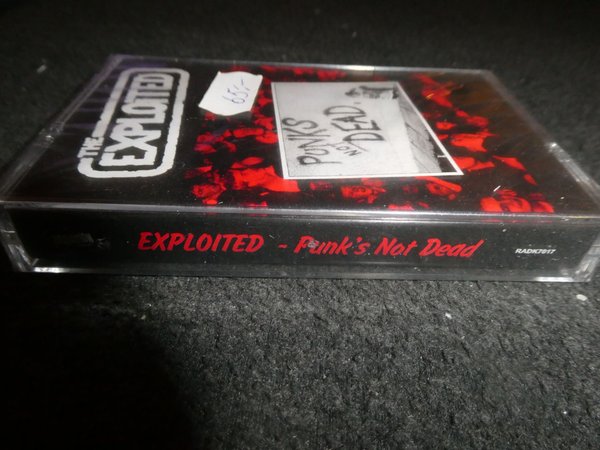 THE
EXPLOITED
65:-
PUNKS
NOT
DEAD.
EXPLOITED - Punk's Not Dead
RADK7017